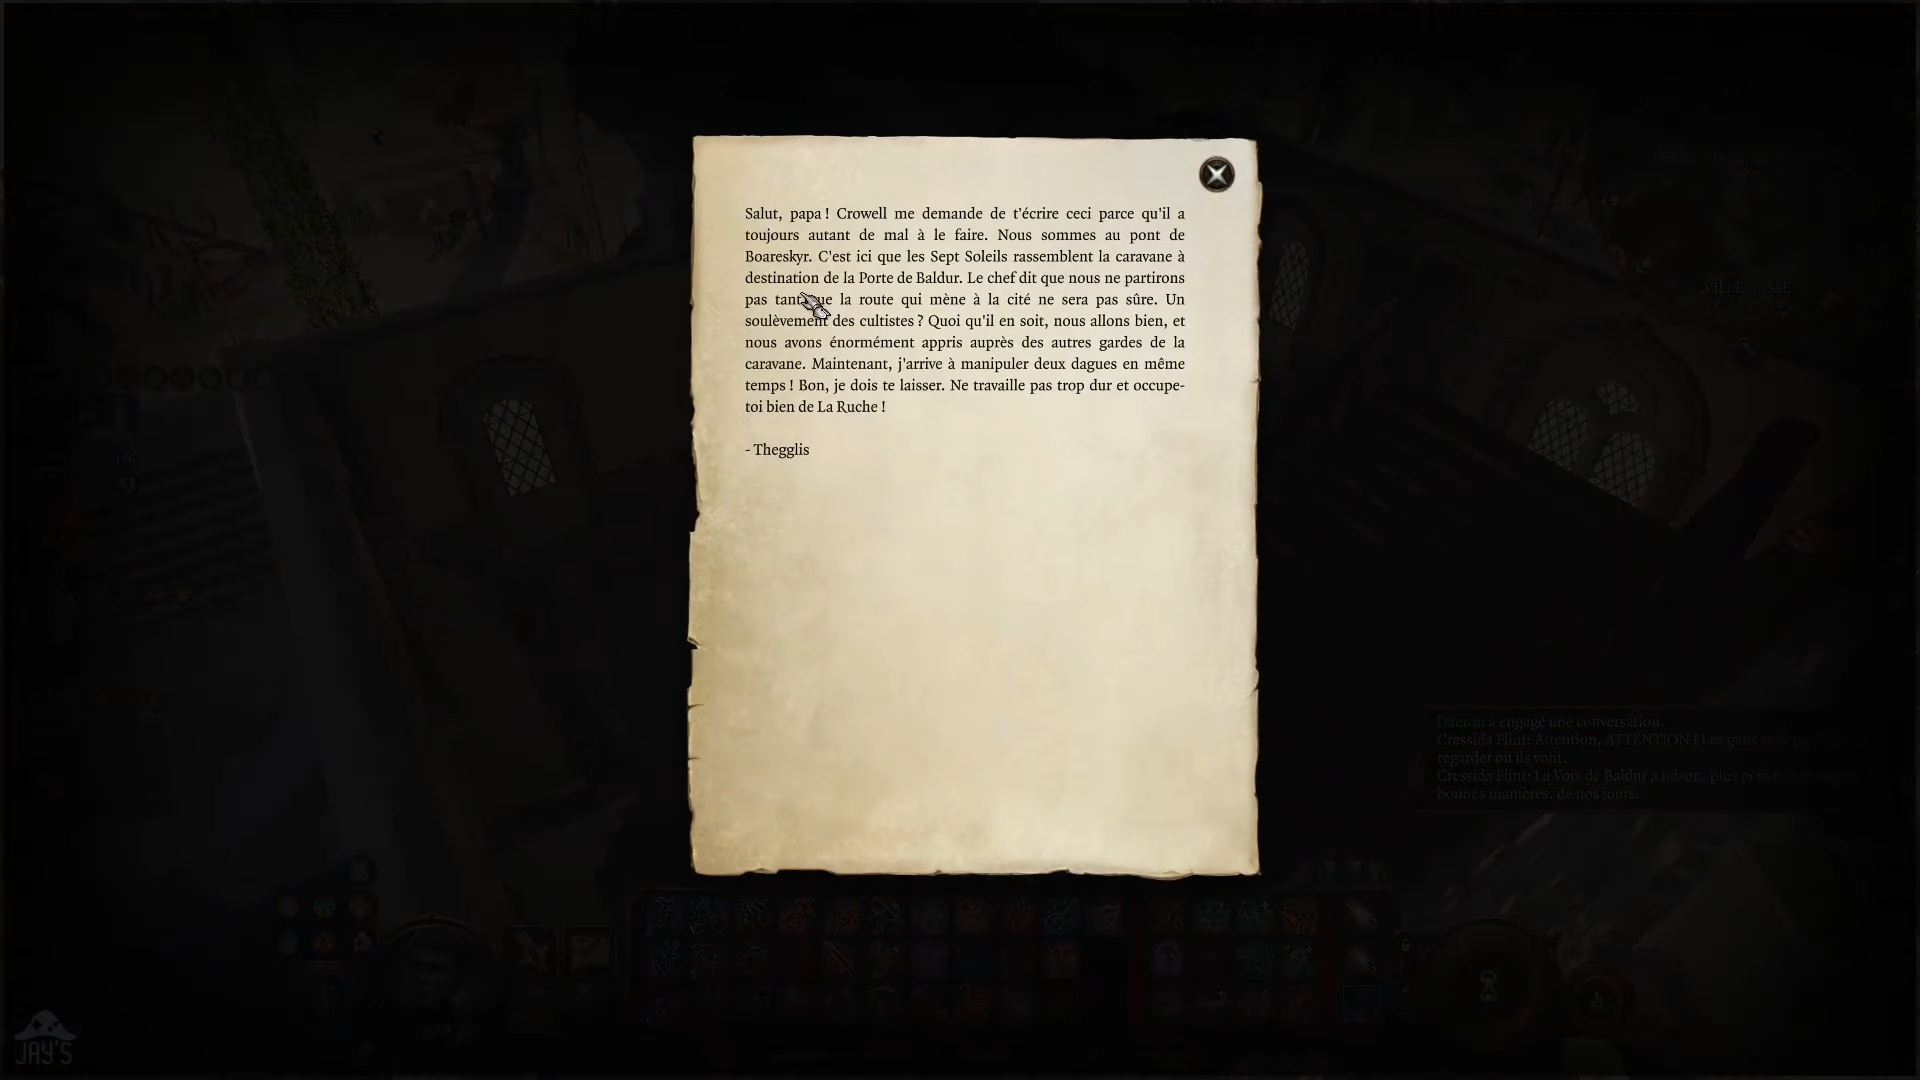 Salut, papa ! Crowell me demande de t'écrire ceci parce qu'il a
toujours autant de mal à le faire. Nous sommes au pont de
Boareskyr. C'est ici que les Sept Soleils rassemblent la caravane à
destination de la Porte de Baldur. Le chef dit que nous ne partirons
pas tant que la route qui mène à la cité ne sera pas sûre. Un
soulèvement des cultistes ? Quoi qu'il en soit, nous allons bien, et
nous avons énormément appris auprès des autres gardes de la
caravane. Maintenant, j'arrive à manipuler deux dagues en même
temps ! Bon, je dois te laisser. Ne travaille pas trop dur et occupe-
toi bien de La Ruche !
- Thegglis
VILLE BASSE
126
Daeron a engagé une conversation.
Cressida Flint: Attention, ATTENTION ! Les gens sont
regarder où ils vont.
Cressida Flint: La Voix de Baldur a raison, plus
bonnes manières, de nos jours.
JAY'S